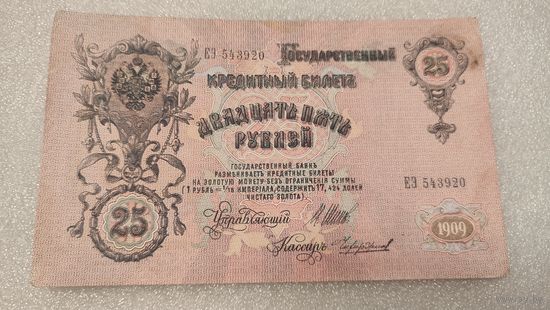 ЕЭ 543920
ГОСУДАРСТВЕННЫЙ
25
КРЕДИТНЫЙ БИЛЕТЪ
ДВАДЦАТЬ ПЯТЬ
РУБЛЕЙ
ГОСУДАРСТВЕННЫЙ БАНКЪ
РАЗМѢНИВАЕТЪ КРЕДИТНЫЕ БИЛЕТЫ
НА ЗОЛОТУЮ МОНЕТУ БЕЗЪ ОГРАНИЧЕНІЯ СУММЫ
(1 РУБЛЬ = 1/15 ИМПЕРІАЛА, СОДЕРЖИТЪ 17,424 ДОЛЕЙ
ЧИСТАГО ЗОЛОТА).
ЕЭ 543920
25
Управляющій
Кассиръ
1909